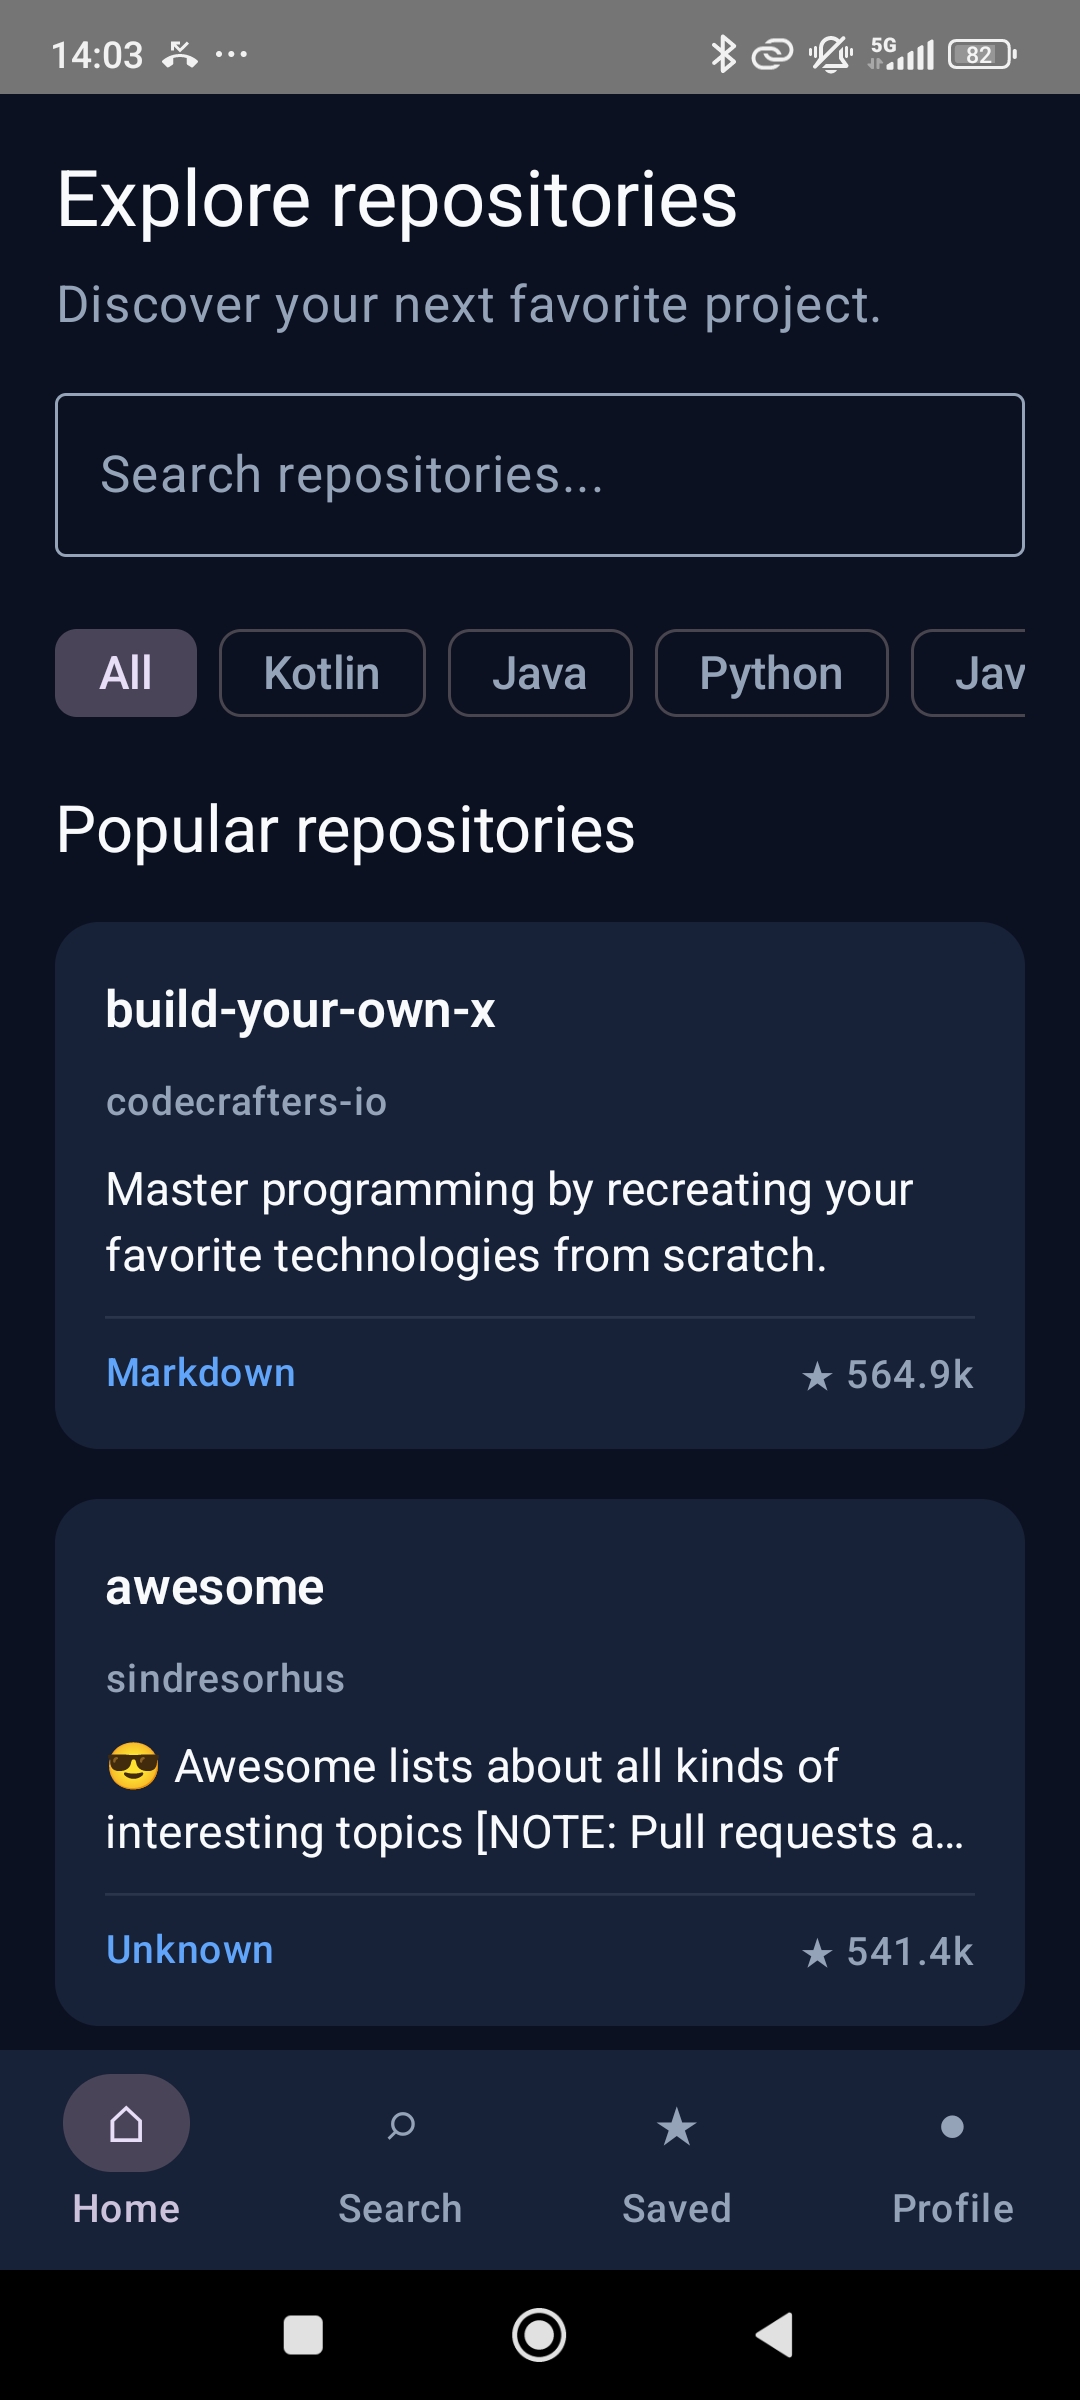 14:03
5G
82
Explore repositories
Discover your next favorite project.
Search repositories...
All
Kotlin
Java
Python
Jav
Popular repositories
build-your-own-x
codecrafters-io
Master programming by recreating your
favorite technologies from scratch.
Markdown
★ 564.9k
awesome
sindresorhus
😎 Awesome lists about all kinds of
interesting topics [NOTE: Pull requests a…
Unknown
★ 541.4k
Home
Search
Saved
Profile